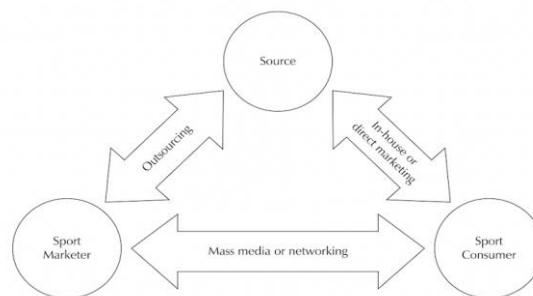 Source
Outsourcing
In-house or
direct marketing
Sport
Marketer
Mass media or networking
Sport
Consumer